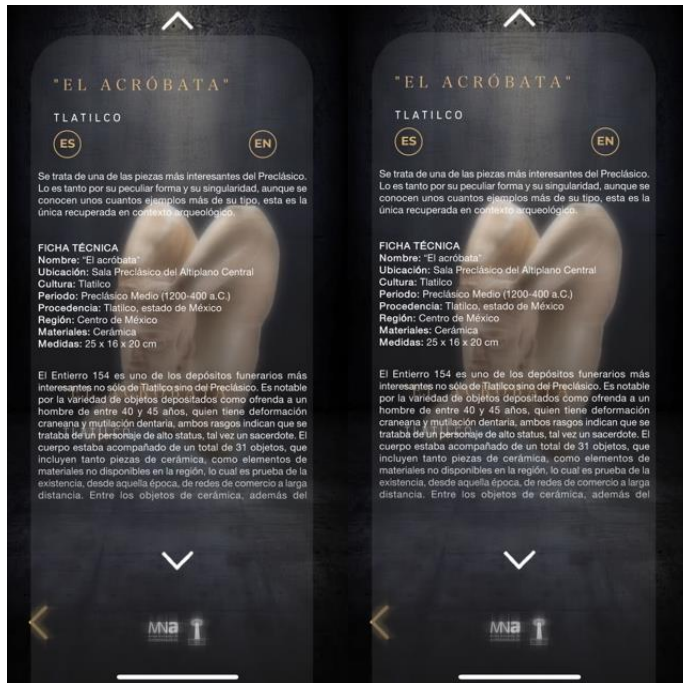 "EL ACRÓBATA"
TLATILCO
ES
EN
Se trata de una de las piezas más interesantes del Preclásico.
Lo es tanto por su peculiar forma y su singularidad, aunque se
conocen unos cuantos ejemplos más de su tipo, esta es la
única recuperada en contexto arqueológico.
FICHA TÉCNICA
Nombre: "El acróbata"
Ubicación: Sala Preclásico del Altiplano Central
Cultura: Tlatilco
Periodo: Preclásico Medio (1200-400 a.C.)
Procedencia: Tlatilco, estado de México
Región: Centro de México
Materiales: Cerámica
Medidas: 25 x 16 x 20 cm
El Entierro 154 es uno de los depósitos funerarios más
interesantes no sólo de Tlatilco sino del Preclásico. Es notable
por la variedad de objetos depositados como ofrenda a un
hombre de entre 40 y 45 años, quien tiene deformación
craneana y mutilación dentaria, ambos rasgos indican que se
trataba de un personaje de alto status, tal vez un sacerdote. El
cuerpo estaba acompañado de un total de 31 objetos, que
incluyen tanto piezas de cerámica, como elementos de
materiales no disponibles en la región, lo cual es prueba de la
existencia, desde aquella época, de redes de comercio a larga
distancia. Entre los objetos de cerámica, además del
MNa
"EL ACRÓBATA"
TLATILCO
ES
EN
Se trata de una de las piezas más interesantes del Preclásico.
Lo es tanto por su peculiar forma y su singularidad, aunque se
conocen unos cuantos ejemplos más de su tipo, esta es la
única recuperada en contexto arqueológico.
FICHA TÉCNICA
Nombre: "El acróbata"
Ubicación: Sala Preclásico del Altiplano Central
Cultura: Tlatilco
Periodo: Preclásico Medio (1200-400 a.C.)
Procedencia: Tlatilco, estado de México
Región: Centro de México
Materiales: Cerámica
Medidas: 25 x 16 x 20 cm
El Entierro 154 es uno de los depósitos funerarios más
interesantes no sólo de Tlatilco sino del Preclásico. Es notable
por la variedad de objetos depositados como ofrenda a un
hombre de entre 40 y 45 años, quien tiene deformación
craneana y mutilación dentaria, ambos rasgos indican que se
trataba de un personaje de alto status, tal vez un sacerdote. El
cuerpo estaba acompañado de un total de 31 objetos, que
incluyen tanto piezas de cerámica, como elementos de
materiales no disponibles en la región, lo cual es prueba de la
existencia, desde aquella época, de redes de comercio a larga
distancia. Entre los objetos de cerámica, además del
MNa